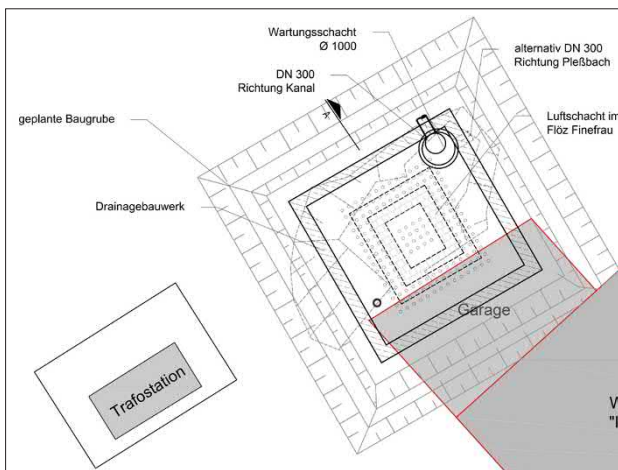 Wartungsschacht
Ø 1000
DN 300
Richtung Kanal
alternativ DN 300
Richtung Pleßbach
geplante Baugrube
Luftschacht im
Flöz Finefrau
A
Drainagebauwerk
Garage
Trafostation
W
"I